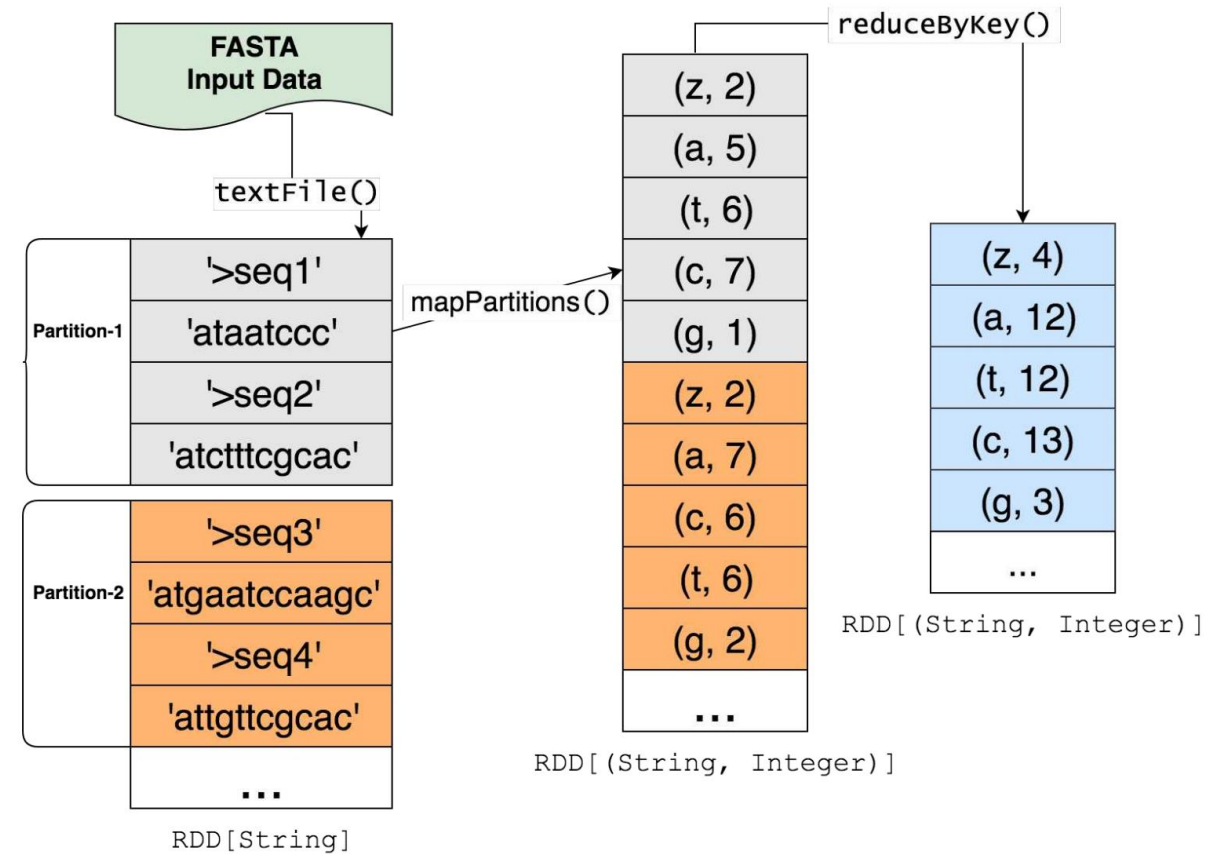 FASTA
Input Data
textFile()
Partition-1
'>seq1'
'ataatccc'
'>seq2'
'atctttcgcac'
Partition-2
'>seq3'
'atgaatccaagc'
'>seq4'
'attgttcgcac'
...
RDD[String]
mapPartitions()
(z, 2)
(a, 5)
(t, 6)
(c, 7)
(g, 1)
(z, 2)
(a, 7)
(c, 6)
(t, 6)
(g, 2)
...
RDD[(String, Integer)]
reduceByKey()
(z, 4)
(a, 12)
(t, 12)
(c, 13)
(g, 3)
...
RDD[(String, Integer)]